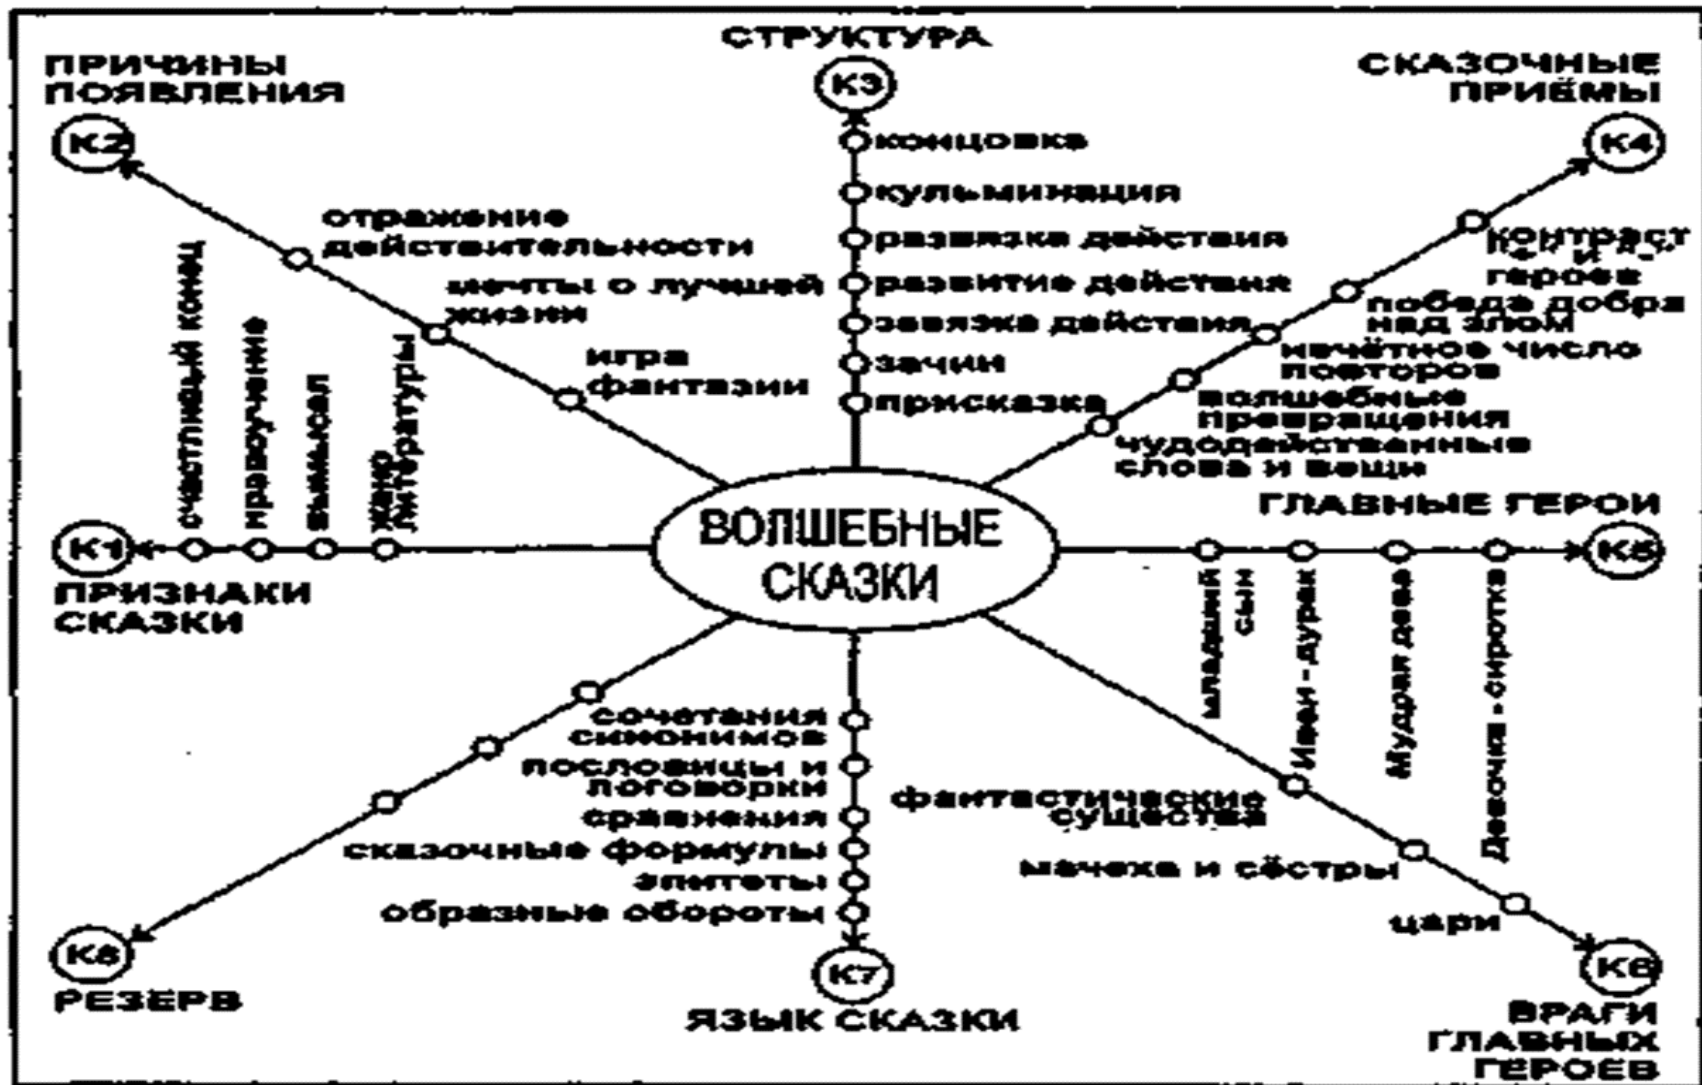 СТРУКТУРА
К3
ПРИЧИНЫ
ПОЯВЛЕНИЯ
К2
СКАЗОЧНЫЕ
ПРИЁМЫ
К4
концовка
кульминация
развязка действия
развитие действия
завязка действия
зачин
присказка
отражение
действительности
мечты о лучшей
жизни
игра
фантазии
контраст
героев
победа добра
над злом
нечётное число
повторов
волшебные
превращения
чудодейственные
слова и вещи
счастливый конец
нравоучение
вымысел
жанр
литературы
К1
ПРИЗНАКИ
СКАЗКИ
ВОЛШЕБНЫЕ
СКАЗКИ
ГЛАВНЫЕ ГЕРОИ
К5
младший
сын
Иван-дурак
Мудрая дева
Девочка-сиротка
сочетания
синонимов
пословицы и
поговорки
сравнения
сказочные формулы
эпитеты
образные обороты
К7
ЯЗЫК СКАЗКИ
фантастические
существа
мачеха и сёстры
цари
К6
ВРАГИ
ГЛАВНЫХ
ГЕРОЕВ
К8
РЕЗЕРВ